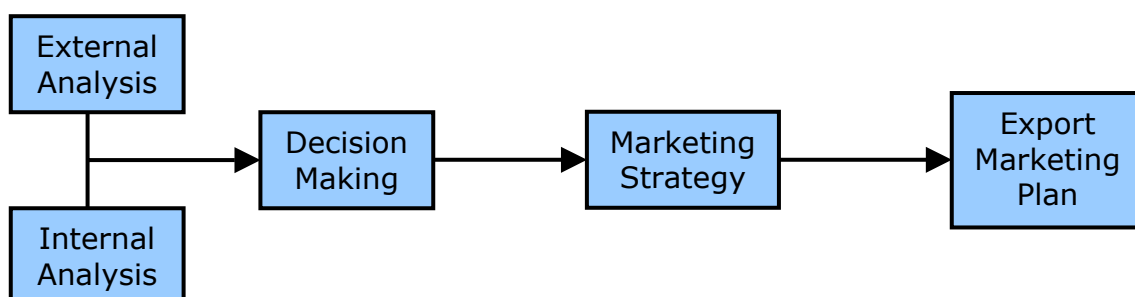 External
Analysis
Internal
Analysis
Decision
Making
Marketing
Strategy
Export
Marketing
Plan